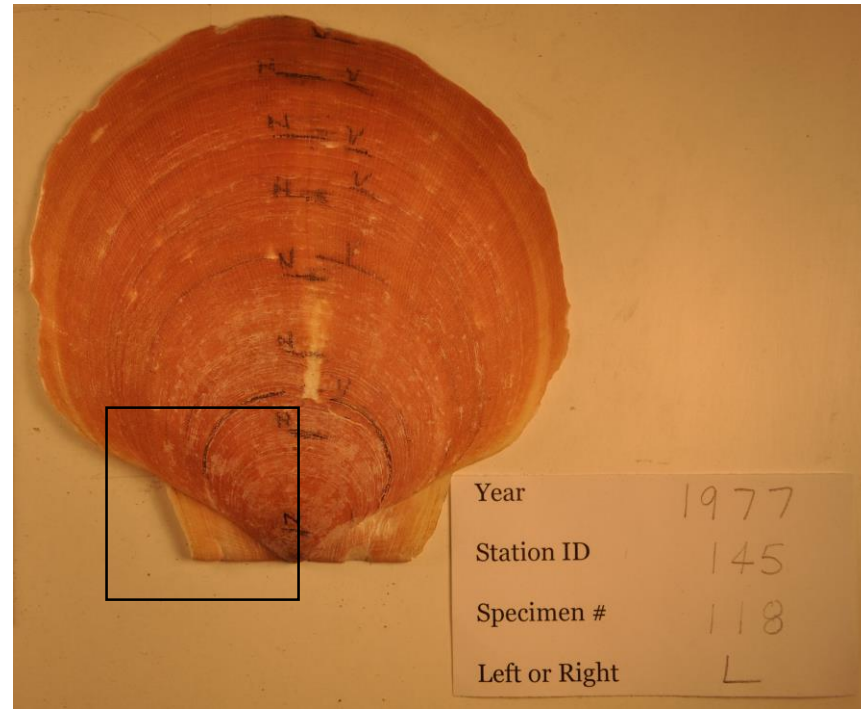 V
N V
N V
N V
N
N
V
N
Year 1977
Station ID 145
Specimen # 118
Left or Right L